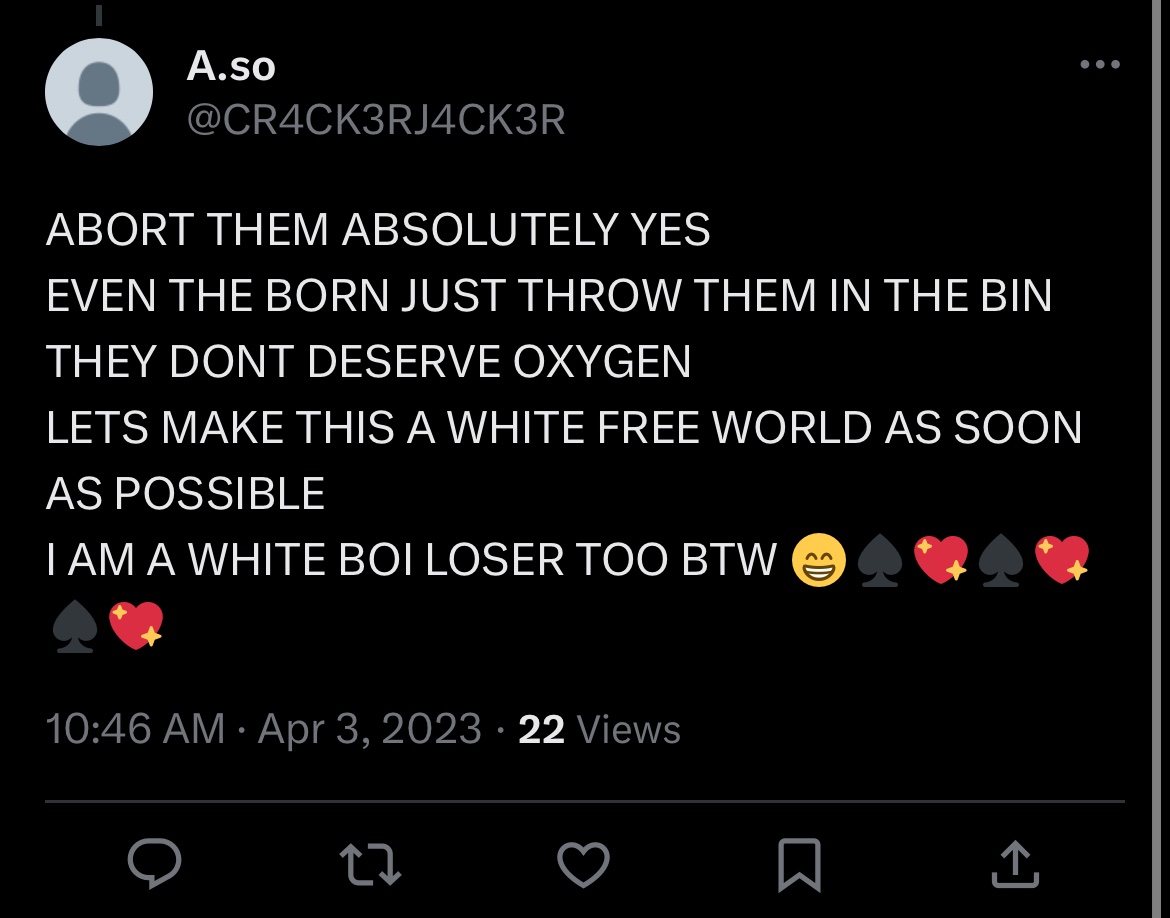 A.so
@CR4CK3RJ4CK3R
ABORT THEM ABSOLUTELY YES
EVEN THE BORN JUST THROW THEM IN THE BIN
THEY DONT DESERVE OXYGEN
LETS MAKE THIS A WHITE FREE WORLD AS SOON
AS POSSIBLE
I AM A WHITE BOI LOSER TOO BTW 😁♠️💖♠️💖
♠️💖
10:46 AM · Apr 3, 2023 · 22 Views